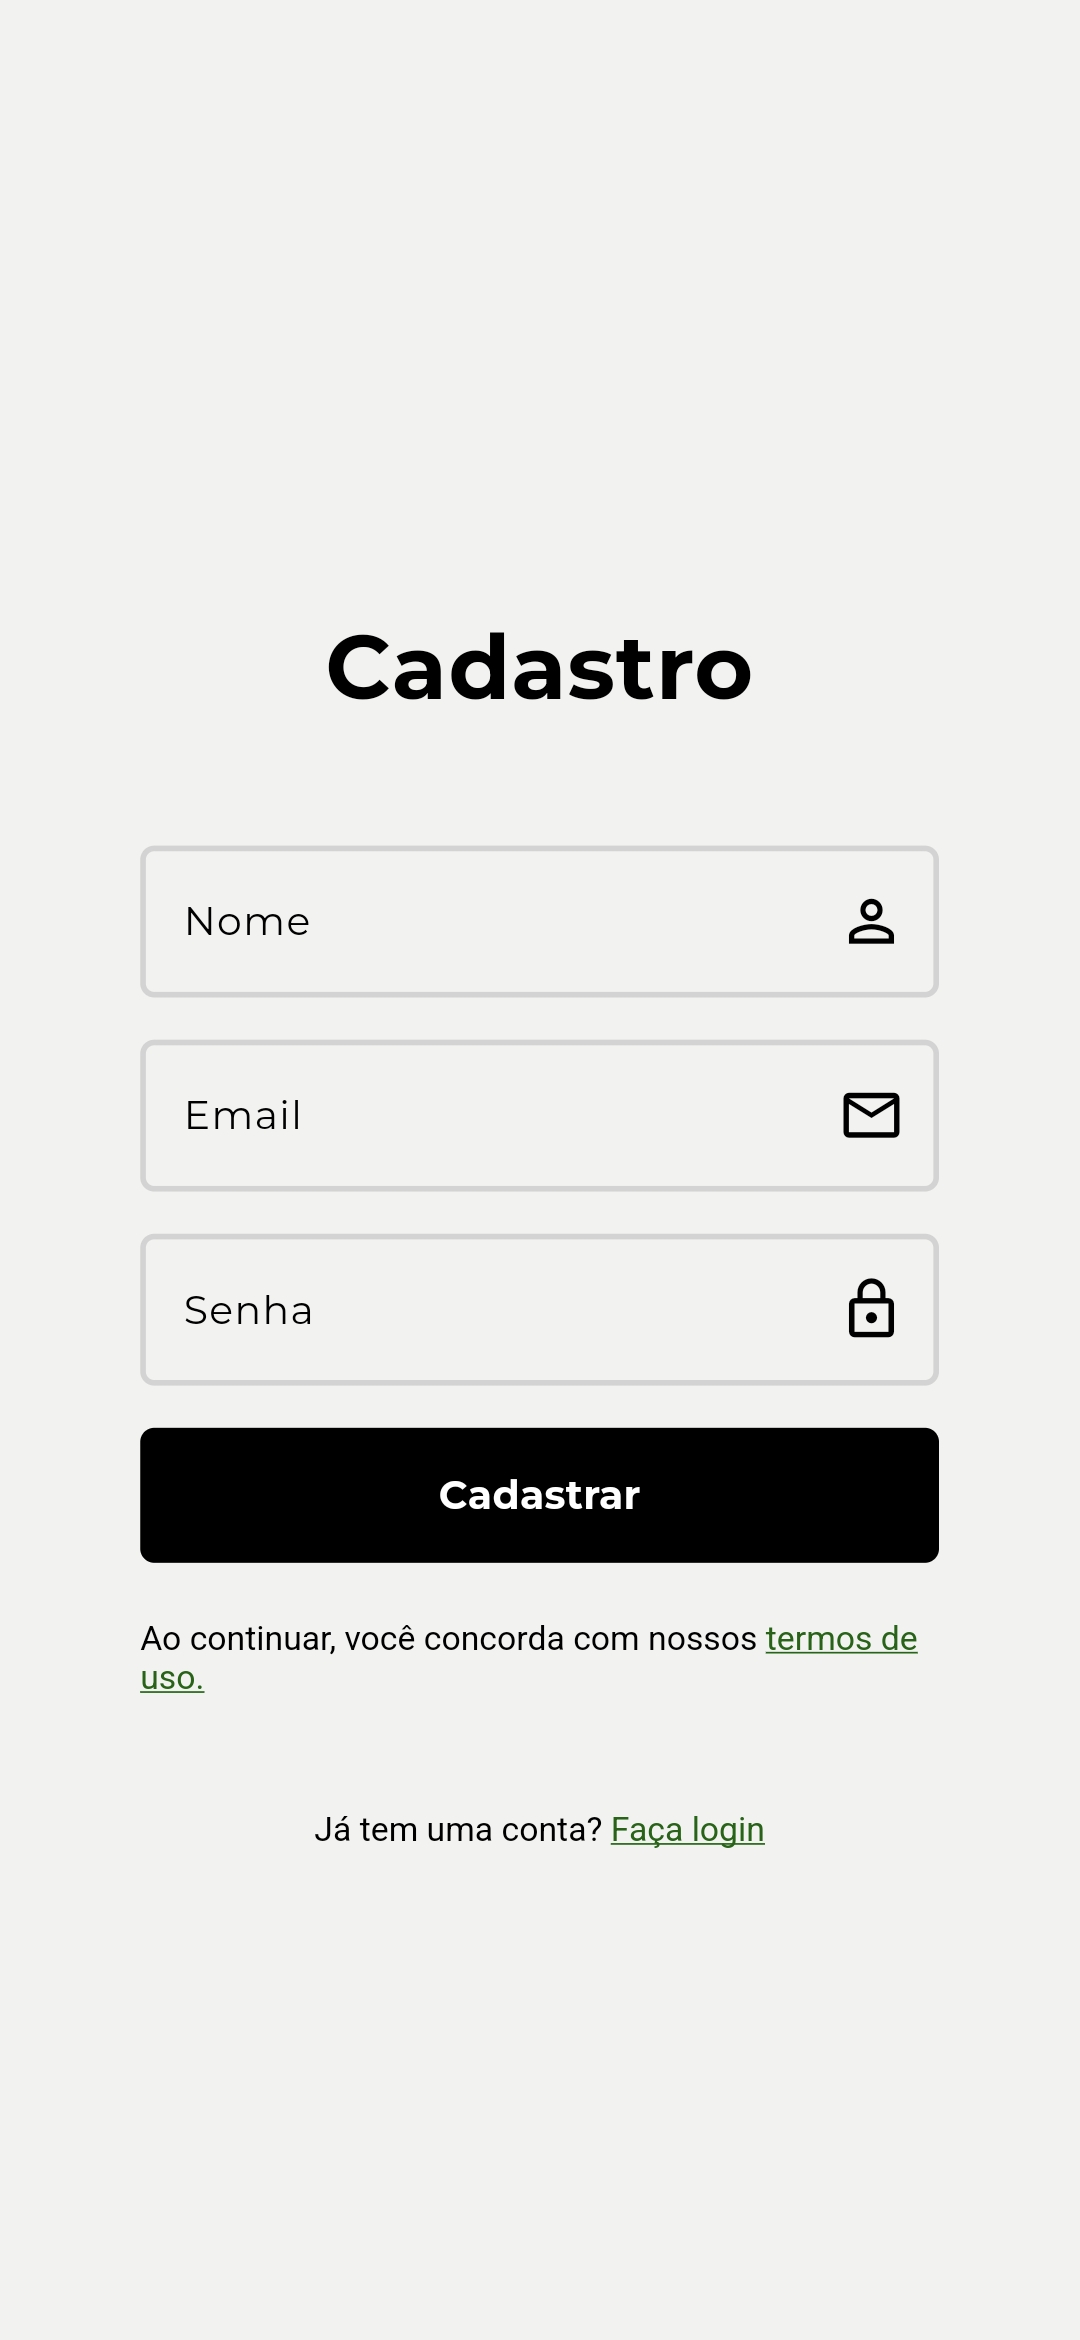 Cadastro
Nome
Email
Senha
Cadastrar
Ao continuar, você concorda com nossos termos de
uso.
Já tem uma conta? Faça login